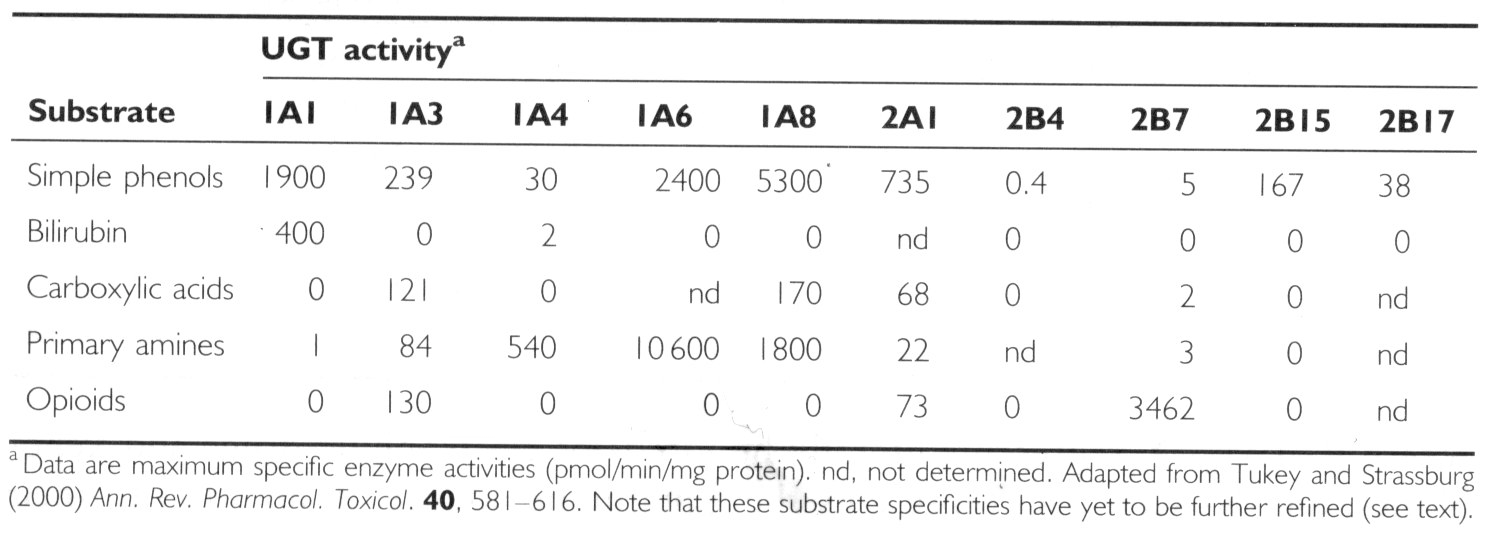 UGT activitya
Substrate 1A1 1A3 1A4 1A6 1A8 2A1 2B4 2B7 2B15 2B17
Simple phenols 1900 239 30 2400 5300 735 0.4 5 167 38
Bilirubin 400 0 2 0 0 nd 0 0 0 0
Carboxylic acids 0 121 0 nd 170 68 0 2 0 nd
Primary amines 1 84 540 10 600 1800 22 nd 3 0 nd
Opioids 0 130 0 0 0 73 0 3462 0 nd
a Data are maximum specific enzyme activities (pmol/min/mg protein). nd, not determined. Adapted from Tukey and Strassburg
(2000) Ann. Rev. Pharmacol. Toxicol. 40, 581–616. Note that these substrate specificities have yet to be further refined (see text).